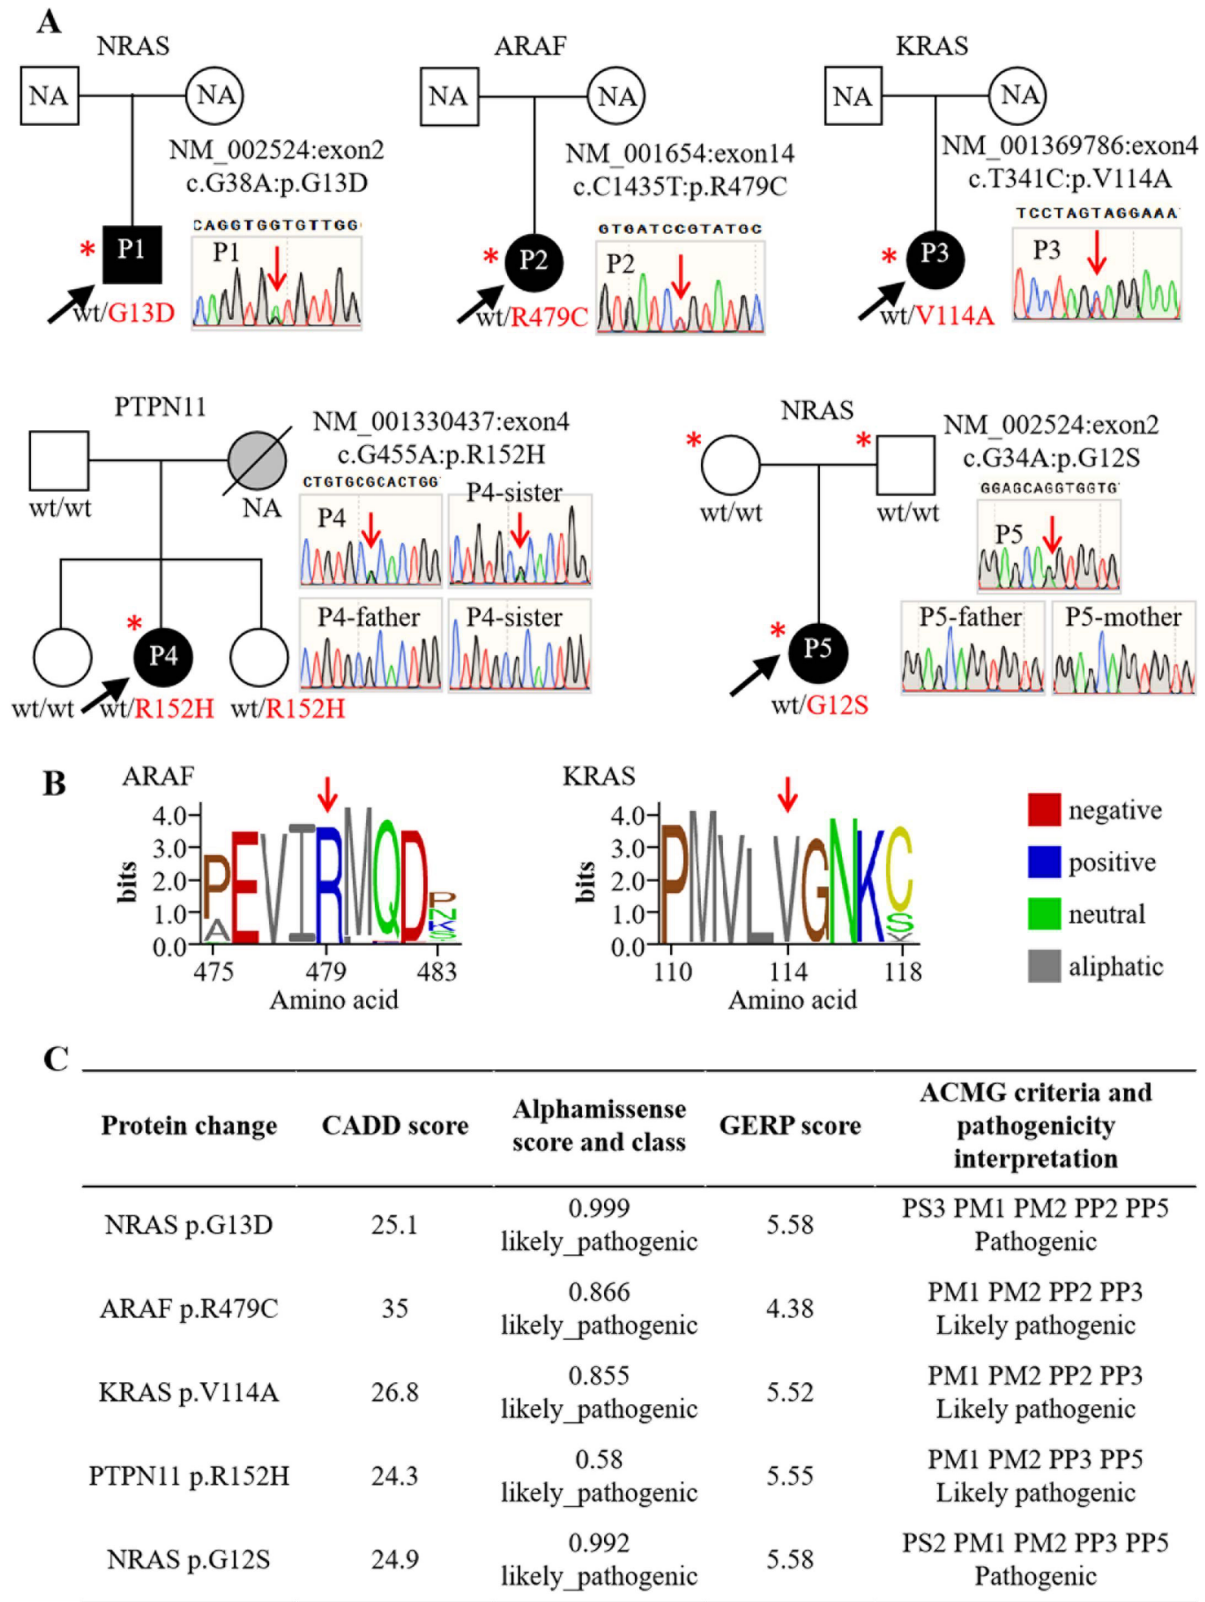 A
NRAS
NA
NA
NM_002524:exon2
c.G38A:p.G13D
CAGGTGGTGTTGG
P1
P1
*
wt/G13D
ARAF
NA
NA
NM_001654:exon14
c.C1435T:p.R479C
GTGATCCGTATGC
P2
P2
*
wt/R479C
KRAS
NA
NA
NM_001369786:exon4
c.T341C:p.V114A
TCCTAGTAGGAAA
P3
P3
*
wt/V114A
PTPN11
NM_001330437:exon4
c.G455A:p.R152H
wt/wt
NA
CTGTGCGCACTGG
P4
P4-sister
P4-father
P4-sister
*
P4
wt/wt
wt/R152H
wt/R152H
NRAS
NM_002524:exon2
c.G34A:p.G12S
*
*
wt/wt
wt/wt
GGAGCAGGTGGTG
P5
P5-father
P5-mother
*
P5
wt/G12S
B
ARAF
bits
4.0
3.0
2.0
1.0
0.0
P
A
E
V
I
R
M
Q
D
P
N
K
S
475
479
483
Amino acid
KRAS
bits
4.0
3.0
2.0
1.0
0.0
P
M
V
L
V
G
N
K
C
S
110
114
118
Amino acid
negative
positive
neutral
aliphatic
C
Protein change
CADD score
Alphamissense
score and class
GERP score
ACMG criteria and
pathogenicity
interpretation
NRAS p.G13D
25.1
0.999
likely_pathogenic
5.58
PS3 PM1 PM2 PP2 PP5
Pathogenic
ARAF p.R479C
35
0.866
likely_pathogenic
4.38
PM1 PM2 PP2 PP3
Likely pathogenic
KRAS p.V114A
26.8
0.855
likely_pathogenic
5.52
PM1 PM2 PP2 PP3
Likely pathogenic
PTPN11 p.R152H
24.3
0.58
likely_pathogenic
5.55
PM1 PM2 PP3 PP5
Likely pathogenic
NRAS p.G12S
24.9
0.992
likely_pathogenic
5.58
PS2 PM1 PM2 PP3 PP5
Pathogenic